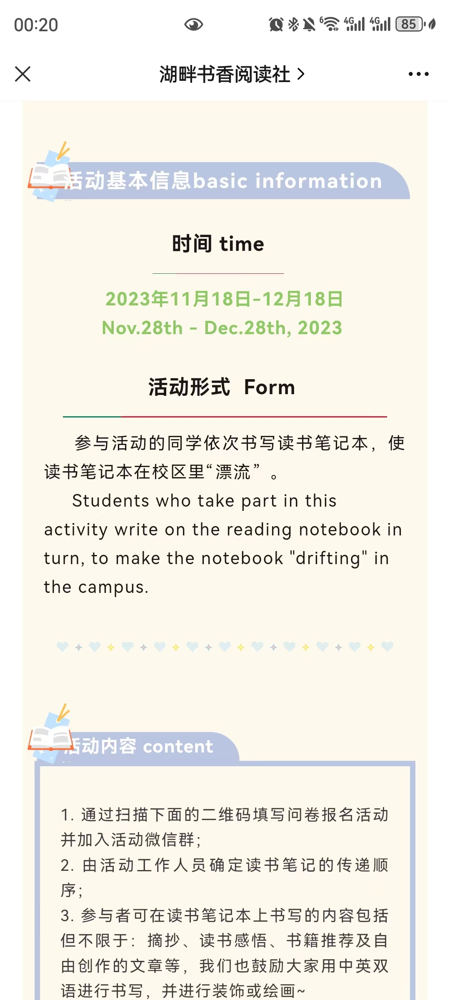 00:20
6 4G 4G 85
湖畔书香阅读社
活动基本信息basic information
时间 time
2023年11月18日-12月18日
Nov.28th - Dec.28th, 2023
活动形式 Form
参与活动的同学依次书写读书笔记本，使
读书笔记本在校区里“漂流”。
Students who take part in this
activity write on the reading notebook in
turn, to make the notebook "drifting" in
the campus.
活动内容 content
1. 通过扫描下面的二维码填写问卷报名活动
并加入活动微信群；
2. 由活动工作人员确定读书笔记的传递顺
序；
3. 参与者可在读书笔记本上书写的内容包括
但不限于：摘抄、读书感悟、书籍推荐及自
由创作的文章等，我们也鼓励大家用中英双
语进行书写，并进行装饰或绘画~